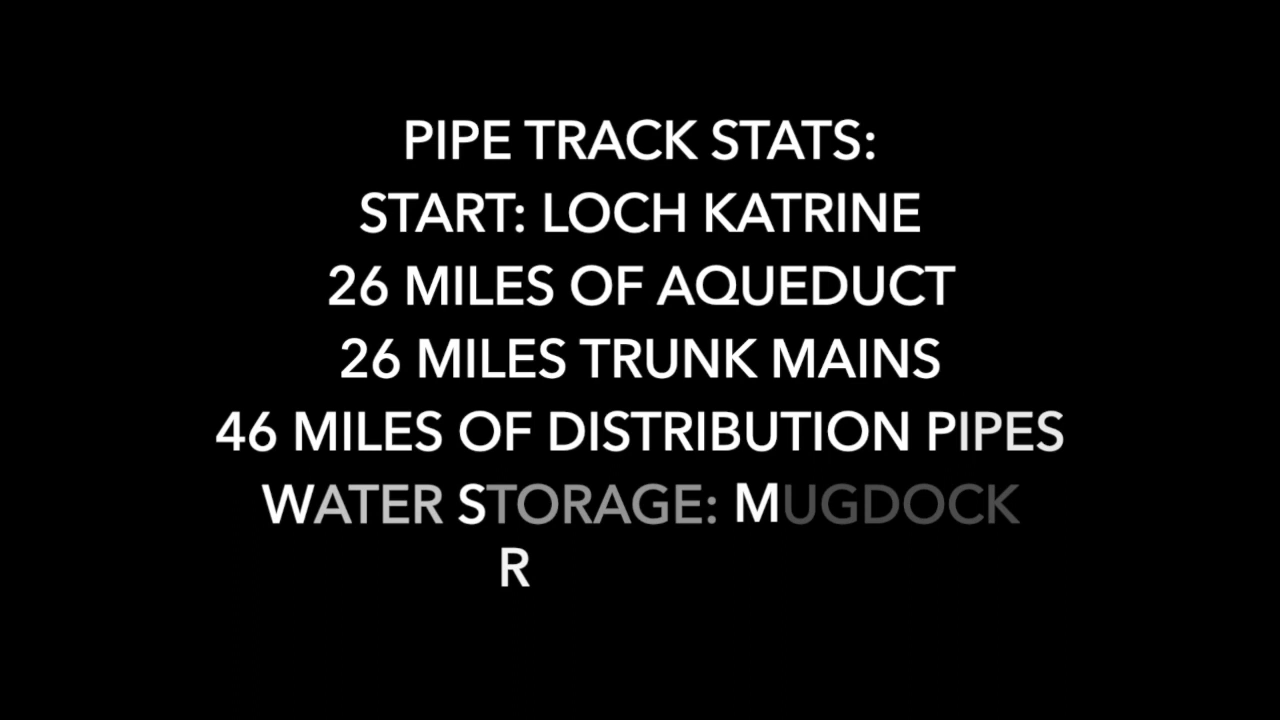 PIPE TRACK STATS:
START: LOCH KATRINE
26 MILES OF AQUEDUCT
26 MILES TRUNK MAINS
46 MILES OF DISTRIBUTION PIPES
WATER STORAGE: MUGDOCK
R